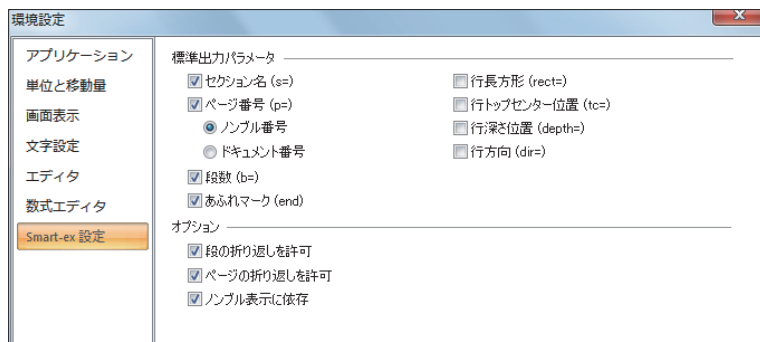 環境設定
アプリケーション
単位と移動量
画面表示
文字設定
エディタ
数式エディタ
Smart-ex 設定
標準出力パラメータ
セクション名 (s=)
ページ番号 (p=)
ノンブル番号
ドキュメント番号
段数 (b=)
あふれマーク (end)
行長方形 (rect=)
行トップセンター位置 (tc=)
行深さ位置 (depth=)
行方向 (dir=)
オプション
段の折り返しを許可
ページの折り返しを許可
ノンブル表示に依存